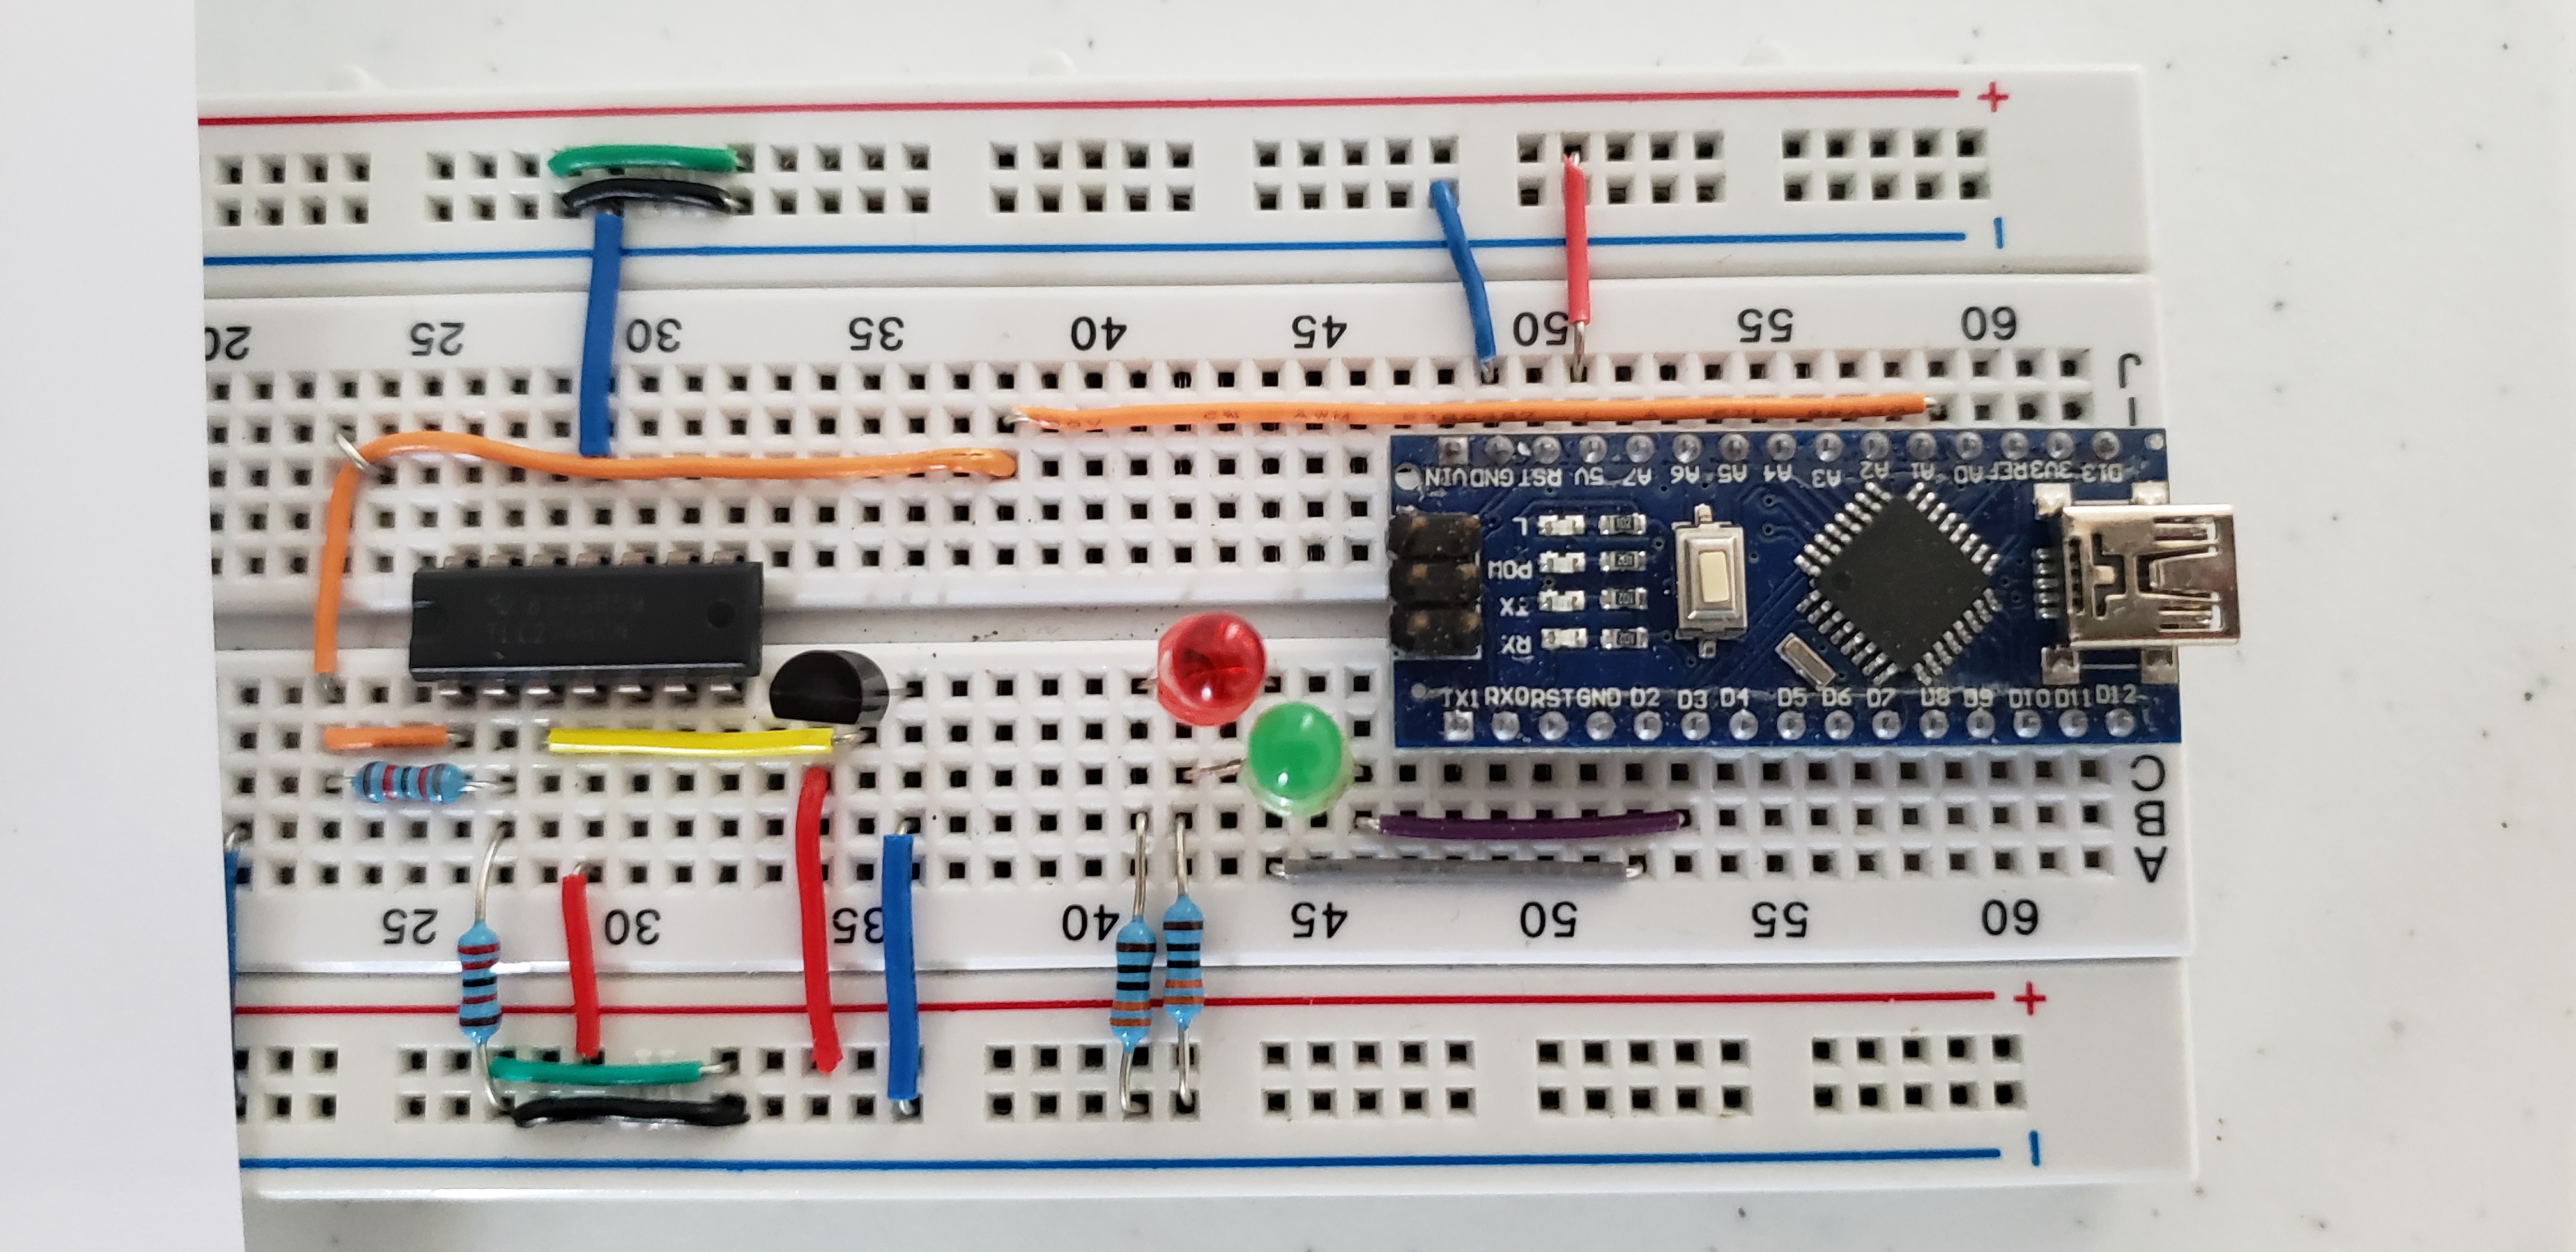 20
25
25
30
30
35
35
40
40
45
45
50
50
55
55
60
60
-
+
-
+
A
B
C
I
J
TX1 RX0 RST GND D2 D3 D4 D5 D6 D7 D8 D9 D10 D11 D12
RX
TX
POW
L
VIN GND RST 5V A7 A6 A5 A4 A3 A2 A1 A0 REF 3V3 D13